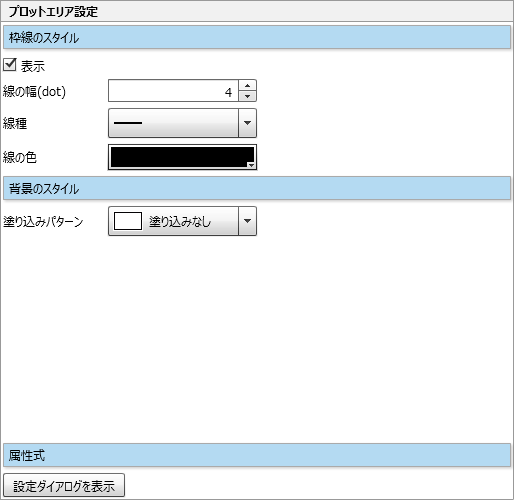 プロットエリア設定
枠線のスタイル
表示
線の幅(dot) 4
線種
線の色
背景のスタイル
塗り込みパターン 塗り込みなし
属性式
設定ダイアログを表示